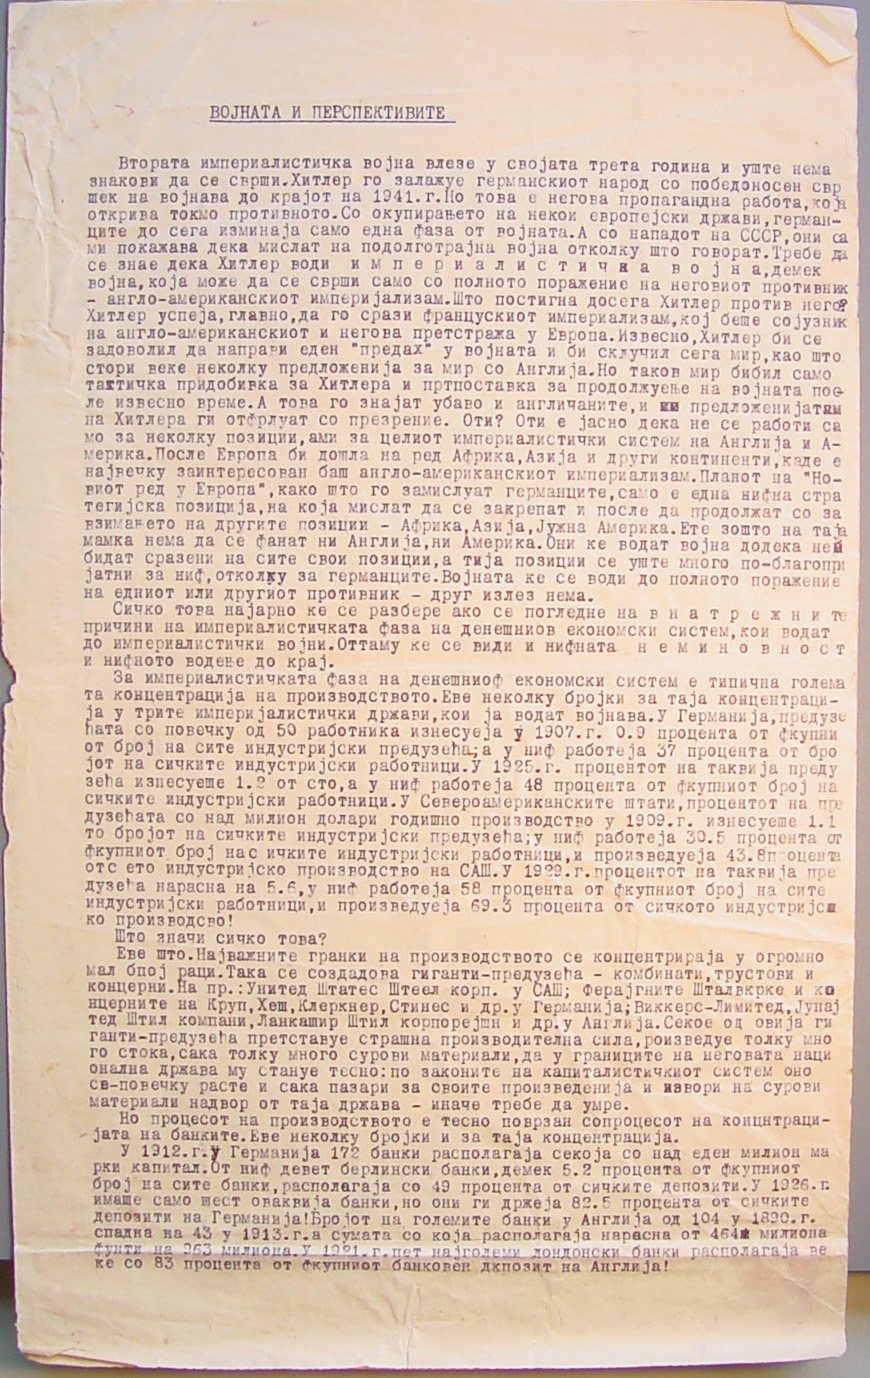 ВОЈНАТА И ПЕРСПЕКТИВИТЕ
Втората империалистичка војна влезе у својата трета година и уште нема
знакови да се сврши.Хитлер го залажује германскиот народ со победоносен свр
шек на војнава до крајот на 1941.г.Но това е негова пропагандна работа,која
открива токмо противното.Со окупирањето на некои европејски држави,герман-
ците до сега изминаја само една фаза от војната.А со нападот на СССР,они са
ми покажава дека мислат на подолготрајна војна отколку што говорат.Требе да
се знае дека Хитлер води и м п е р и а л и с т и ч к а в о ј н а,демек
војна,која може да се сврши само со полното поражение на неговиот противник
- англо-американскиот империјализам.Што постигна досега Хитлер против него?
Хитлер успеја,главно,да го срази францускиот империализам,кој беше сојузник
на англо-американскиот и негова претстража у Европа.Известно,Хитлер би се
задоволил да направи еден "предах" у војната и би склучил сега мир,као што
стори веке неколку предложенија за мир со Англија.Но таков мир бибил само
тактичка придобивка за Хитлера и пртпоставка за продолжуење на војната пос-
ле извесно време.А това го знајат убаво и англичаните,и предложенијатам
на Хитлера ги отфрлуат со презрение. Оти? Оти е јасно дека не се работи са
мо за неколку позиции,ами за целиот империалистички систем на Англија и А-
мерика.После Европа би дошла на ред Африка,Азија и други континенти,каде е
највечку заинтересован баш англо-американскиот империализам.Планот на "Но-
виот ред у Европа",како што го замислуат германците,само е една нифна стра
тегијска позиција,на која мислат да се закрепат и после да продолжат со за
взимањето на другите позиции - Африка,Азија,Јужна Америка.Ете зошто на таја
мамка нема да се фанат ни Англија,ни Америка.Они ке водат војна додека не
бидат сразени на сите свои позиции,а тија позиции се уште много по-благопри
јатни за ниф,отколку за германците.Војната ке се води до полното поражение
на едниот или другиот противник - друг излез нема.
Сичко това најарно ке се разбере ако се погледне на в н а т р е ж н и те
причини на империалистичката фаза на денешниов економски систем,кои водат
до империалистички војни.Оттаму ке се види и нифната н е м и н о в н о с т
и нифното водење до крај.
За империалистичката фаза на денешниоф економски систем е типична голема
та концентрација на производството.Еве неколку бројки за таја концентраци-
ја у трите империјалистички држави,кои ја водат војнава.У Германија,предузе
ћата со повечку од 50 работника изнесуеја у 1907.г. 0.9 процента от фкупни
от број на сите индустријски предузећа;а у ниф работеја 37 процента от бро
јот на сичките индустријски работници.У 1925.г. процентот на таквија преду
зећа изнесуеше 1.2 от сто,а у ниф работеја 48 процента от фкупниот број на
сичките индустријски работници.У Североамериканските штати,процентот на пре
дузећата со над милион долари годишно производство у 1909.г. изнесуеше 1.1
то бројот на сичките индустријски предузећа;у ниф работеја 30.5 процента от
фкупниот број нас ичките индустријски работници,и произведуеја 43.8процента
отс ето индустријско производство на САШ.У 1929.г.процентот на таквија пре
дузећа нарасна на 5.6,у ниф работеја 58 процента от фкупниот број на сите
индустријски работници,и произведуеја 69.3 процента от сичкото индустријск
ко производсво!
Што значи сичко това?
Еве што.Најважните гранки на производството се концентрираја у огромно
мал бпој раци.Така се создадова гиганти-предузећа - комбинати,трустови и
концерни.На пр.:Унитед Штатес Штеел корп. у САШ; Ферајгните Шталвкрке и ко
нцерните на Круп,Хеш,Клеркнер,Стинес и др.у Германија;Виккерс-Лимитед,Јунај
тед Штил компани,Ланкашир Штил корпорејшн и др.у Англија.Секое од овија ги
ганти-предузећа претставуе страшна производителна сила,роизведуе толку мно
го стока,сака толку много сурови материали,да у границите на неговата наци
онална држава му стануе тесно:по законите на капиталистичкиот систем оно
се-повечку расте и сака пазари за своите произведенија и извори на сурови
материали надвор от таја држава - иначе требе да умре.
Но процесот на производството е тесно поврзан сопроцесот на концнтраци-
јата на банките.Еве неколку бројки и за таја концентрација.
У 1912.г.у Германија 172 банки располагаја секоја со над еден милион ма
рки капитал.От ниф девет берлински банки,демек 5.2 процента от фкупниот
број на сите банки,располагаја со 49 процента от сичките депозити.У 1926.г.
имаше само шест оваквија банки,но они ги држеја 82.5 процента от сичките
депозити на Германија!Бројот на големите банки у Англија од 104 у 1890.г.
спадна на 43 у 1913.г.а сумата со која располагаја нарасна от 464 милиона
фунти на 963 милиона.У 1921.г.пет најголеми лондонски банки располагаја ве
ке со 83 процента от фкупниот банковен дкпозит на Англија!